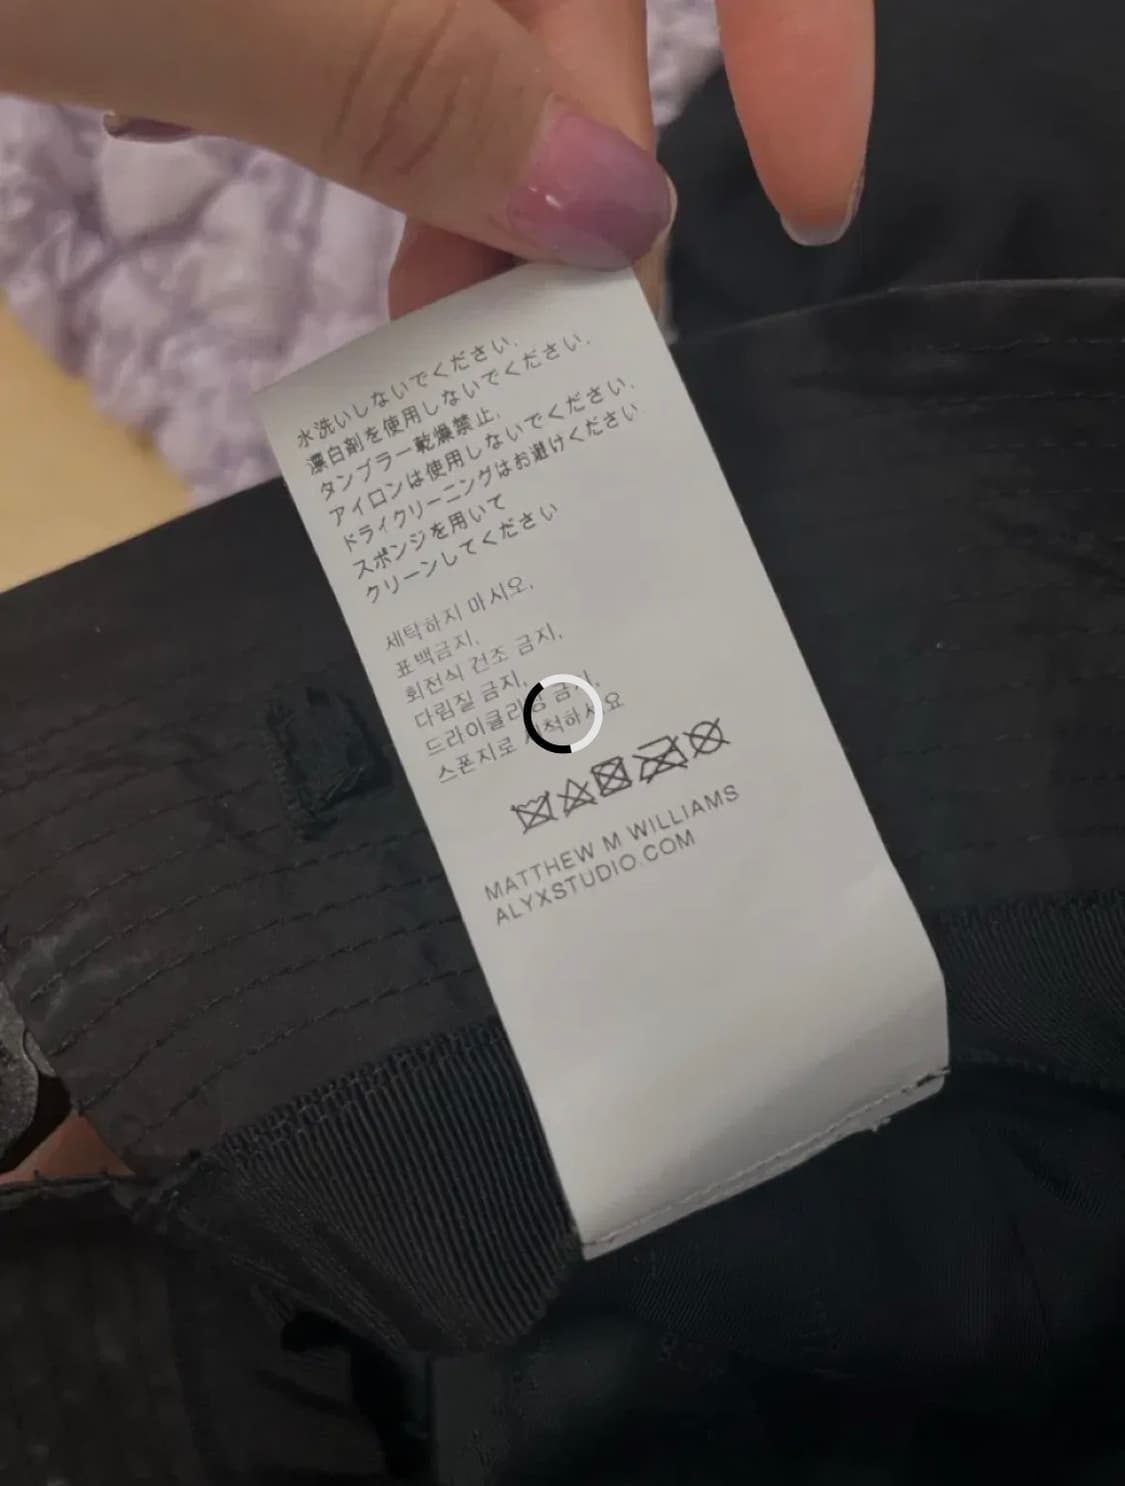 水洗いしないでください.
漂白剤を使用しないでください.
タンブラー乾燥禁止.
アイロンは使用しないでください.
ドライクリーニングはお避けください
スポンジを用いて
クリーンしてください
세탁하지 마시오.
표백금지.
회전식 건조 금지.
다림질 금지.
스폰지로
MATTHEW M WILLIAMS
ALYXSTUDIO.COM